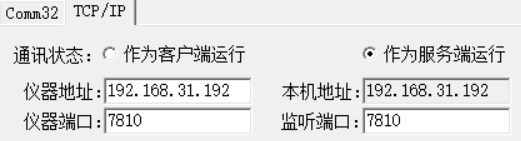 Comm32 TCP/IP
通讯状态： 作为客户端运行 作为服务端运行
仪器地址：192.168.31.192 本机地址：192.168.31.192
仪器端口：7810 监听端口：7810